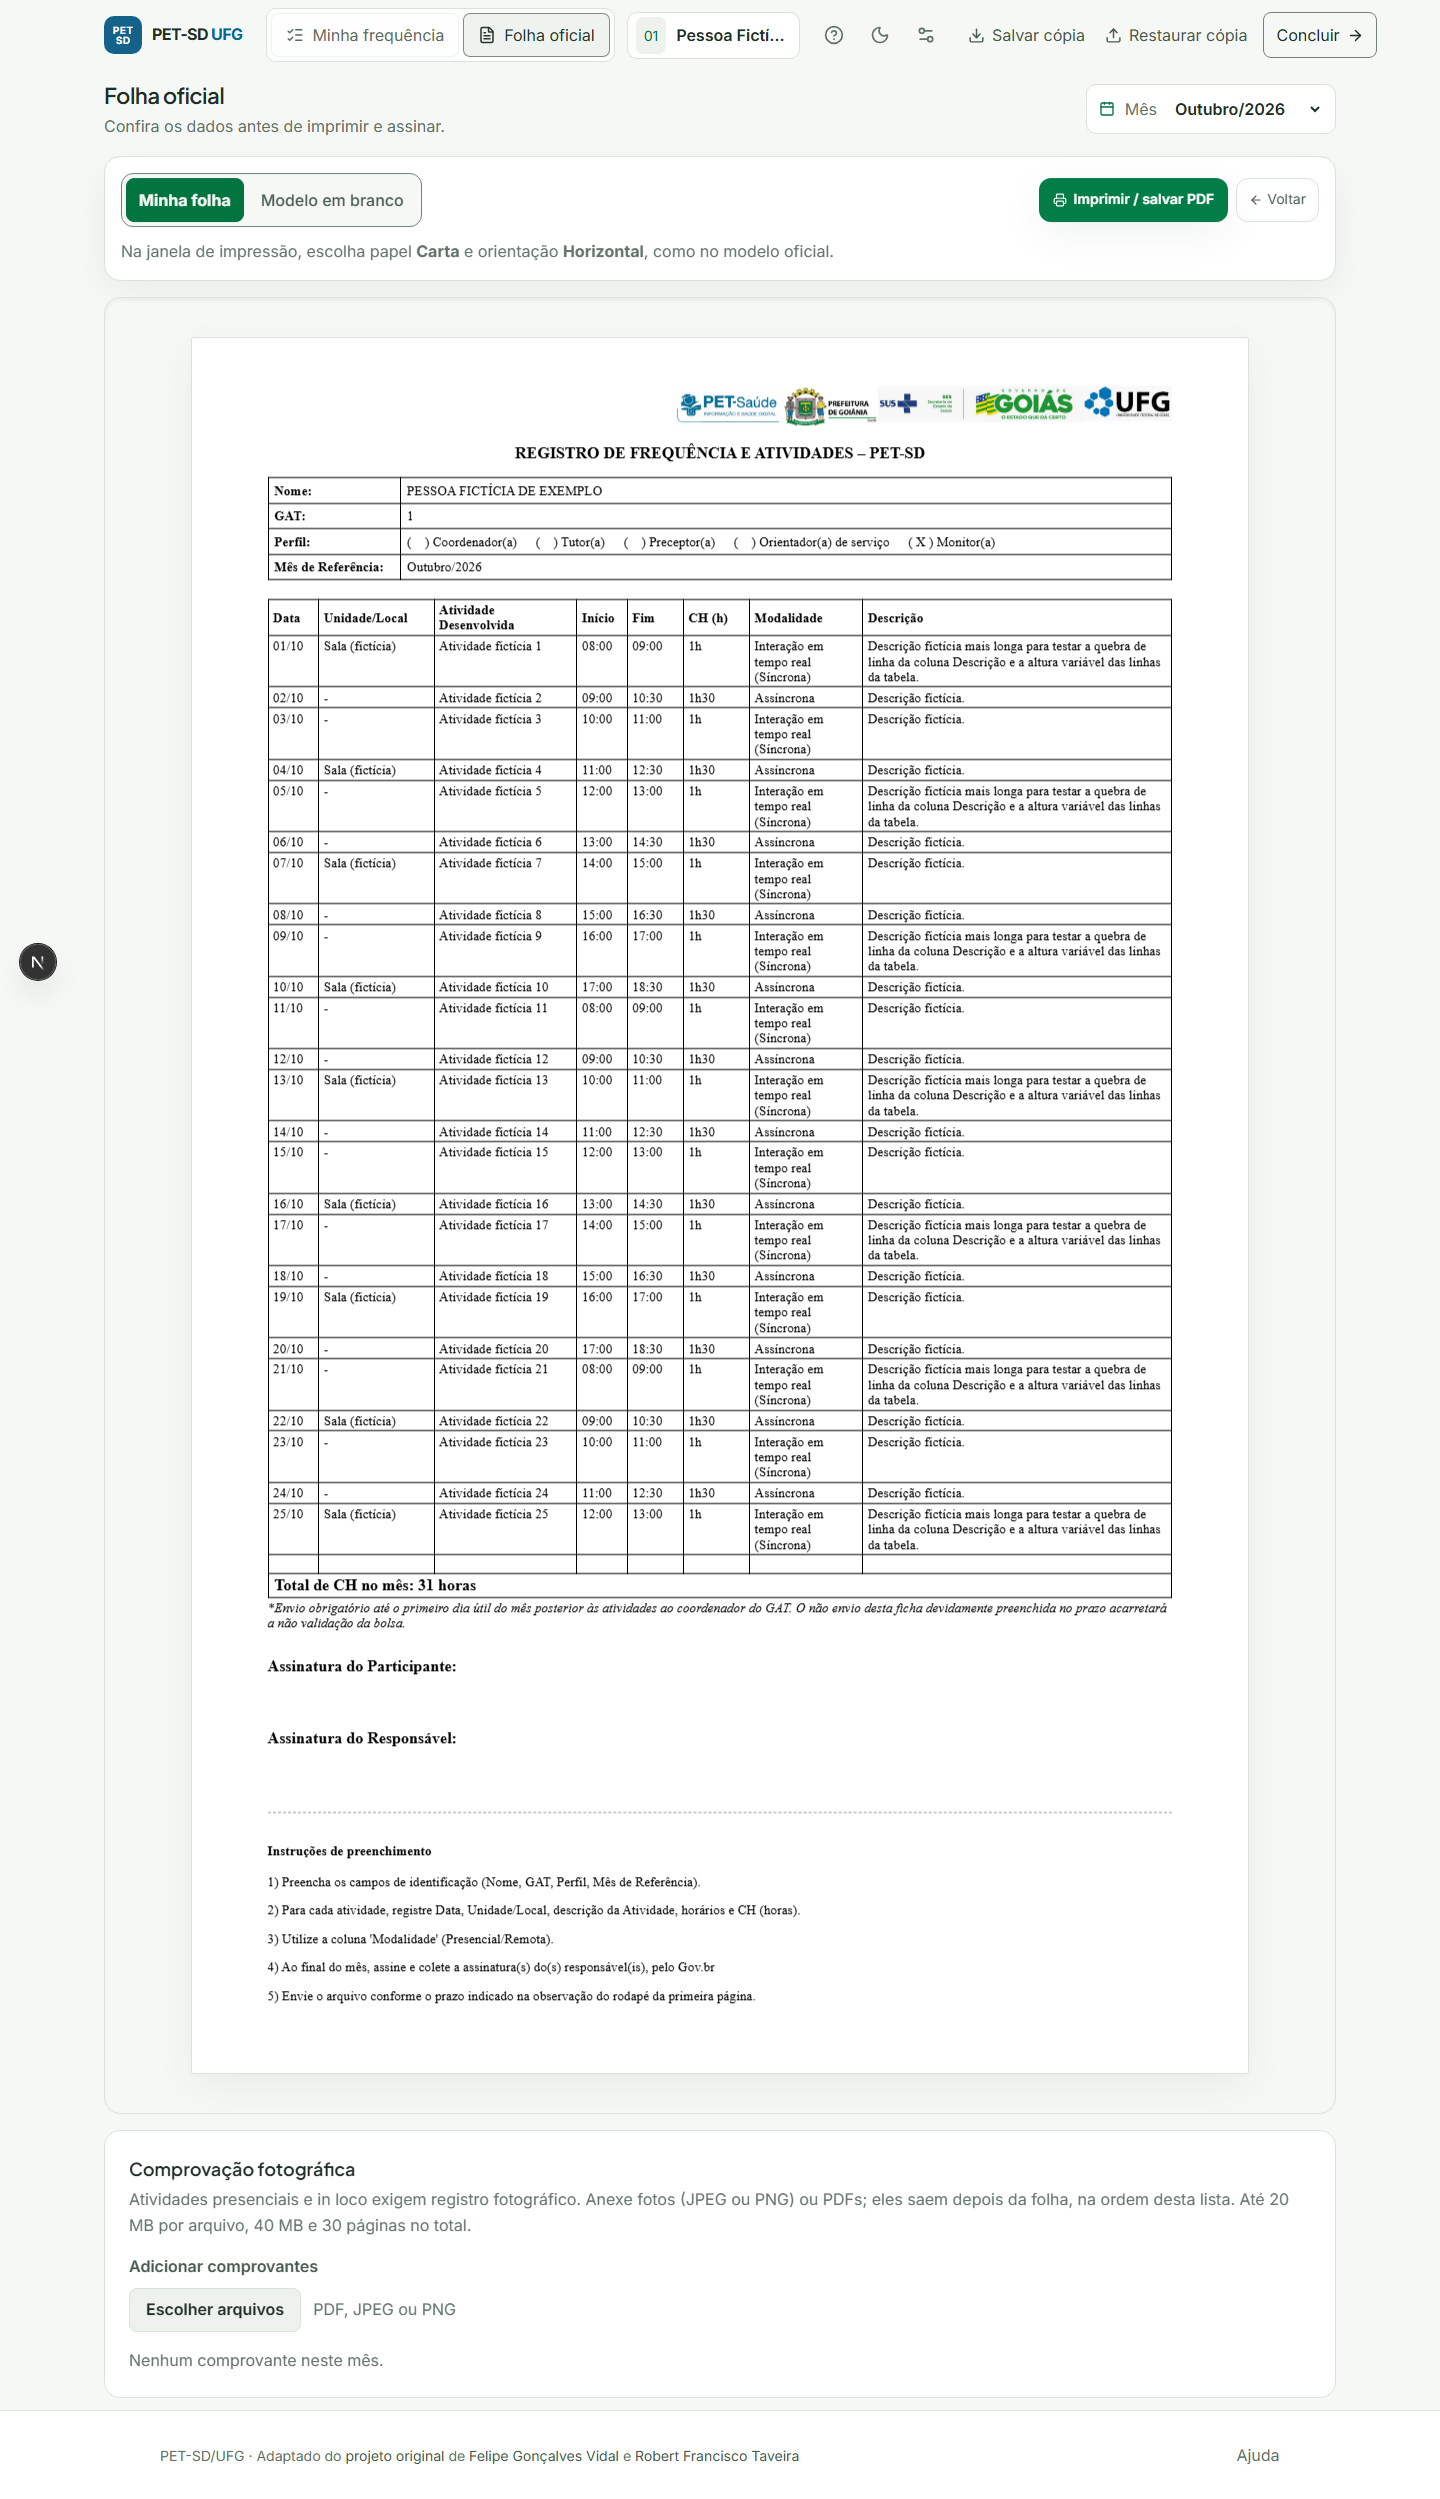 PET SD PET-SD UFG Minha frequência Folha oficial 01 Pessoa Fictí... Salvar cópia Restaurar cópia Concluir
Folha oficial
Confira os dados antes de imprimir e assinar.
Mês Outubro/2026
Minha folha Modelo em branco Imprimir / salvar PDF Voltar
Na janela de impressão, escolha papel Carta e orientação Horizontal, como no modelo oficial.
PET-Saúde INFORMAÇÃO E SAÚDE DIGITAL PREFEITURA DE GOIÂNIA SUS GOVERNO DE GOIÁS O ESTADO QUE DÁ CERTO UFG
REGISTRO DE FREQUÊNCIA E ATIVIDADES – PET-SD
Nome: PESSOA FICTÍCIA DE EXEMPLO
GAT: 1
Perfil: ( ) Coordenador(a) ( ) Tutor(a) ( ) Preceptor(a) ( ) Orientador(a) de serviço ( X ) Monitor(a)
Mês de Referência: Outubro/2026
Data Unidade/Local Atividade Desenvolvida Início Fim CH (h) Modalidade Descrição
01/10 Sala (fictícia) Atividade fictícia 1 08:00 09:00 1h Interação em tempo real (Síncrona) Descrição fictícia mais longa para testar a quebra de linha da coluna Descrição e a altura variável das linhas da tabela.
02/10 - Atividade fictícia 2 09:00 10:30 1h30 Assíncrona Descrição fictícia.
03/10 - Atividade fictícia 3 10:00 11:00 1h Interação em tempo real (Síncrona) Descrição fictícia.
04/10 Sala (fictícia) Atividade fictícia 4 11:00 12:30 1h30 Assíncrona Descrição fictícia.
05/10 - Atividade fictícia 5 12:00 13:00 1h Interação em tempo real (Síncrona) Descrição fictícia mais longa para testar a quebra de linha da coluna Descrição e a altura variável das linhas da tabela.
06/10 - Atividade fictícia 6 13:00 14:30 1h30 Assíncrona Descrição fictícia.
07/10 Sala (fictícia) Atividade fictícia 7 14:00 15:00 1h Interação em tempo real (Síncrona) Descrição fictícia.
08/10 - Atividade fictícia 8 15:00 16:30 1h30 Assíncrona Descrição fictícia.
09/10 - Atividade fictícia 9 16:00 17:00 1h Interação em tempo real (Síncrona) Descrição fictícia mais longa para testar a quebra de linha da coluna Descrição e a altura variável das linhas da tabela.
10/10 Sala (fictícia) Atividade fictícia 10 17:00 18:30 1h30 Assíncrona Descrição fictícia.
11/10 - Atividade fictícia 11 08:00 09:00 1h Interação em tempo real (Síncrona) Descrição fictícia.
12/10 - Atividade fictícia 12 09:00 10:30 1h30 Assíncrona Descrição fictícia.
13/10 Sala (fictícia) Atividade fictícia 13 10:00 11:00 1h Interação em tempo real (Síncrona) Descrição fictícia mais longa para testar a quebra de linha da coluna Descrição e a altura variável das linhas da tabela.
14/10 - Atividade fictícia 14 11:00 12:30 1h30 Assíncrona Descrição fictícia.
15/10 - Atividade fictícia 15 12:00 13:00 1h Interação em tempo real (Síncrona) Descrição fictícia.
16/10 Sala (fictícia) Atividade fictícia 16 13:00 14:30 1h30 Assíncrona Descrição fictícia.
17/10 - Atividade fictícia 17 14:00 15:00 1h Interação em tempo real (Síncrona) Descrição fictícia mais longa para testar a quebra de linha da coluna Descrição e a altura variável das linhas da tabela.
18/10 - Atividade fictícia 18 15:00 16:30 1h30 Assíncrona Descrição fictícia.
19/10 Sala (fictícia) Atividade fictícia 19 16:00 17:00 1h Interação em tempo real (Síncrona) Descrição fictícia.
20/10 - Atividade fictícia 20 17:00 18:30 1h30 Assíncrona Descrição fictícia.
21/10 - Atividade fictícia 21 08:00 09:00 1h Interação em tempo real (Síncrona) Descrição fictícia mais longa para testar a quebra de linha da coluna Descrição e a altura variável das linhas da tabela.
22/10 Sala (fictícia) Atividade fictícia 22 09:00 10:30 1h30 Assíncrona Descrição fictícia.
23/10 - Atividade fictícia 23 10:00 11:00 1h Interação em tempo real (Síncrona) Descrição fictícia.
24/10 - Atividade fictícia 24 11:00 12:30 1h30 Assíncrona Descrição fictícia.
25/10 Sala (fictícia) Atividade fictícia 25 12:00 13:00 1h Interação em tempo real (Síncrona) Descrição fictícia mais longa para testar a quebra de linha da coluna Descrição e a altura variável das linhas da tabela.
Total de CH no mês: 31 horas
*Envio obrigatório até o primeiro dia útil do mês posterior às atividades ao coordenador do GAT. O não envio desta ficha devidamente preenchida no prazo acarretará
a não validação da bolsa.
Assinatura do Participante:
Assinatura do Responsável:
Instruções de preenchimento
1) Preencha os campos de identificação (Nome, GAT, Perfil, Mês de Referência).
2) Para cada atividade, registre Data, Unidade/Local, descrição da Atividade, horários e CH (horas).
3) Utilize a coluna 'Modalidade' (Presencial/Remota).
4) Ao final do mês, assine e colete a assinatura(s) do(s) responsável(is), pelo Gov.br
5) Envie o arquivo conforme o prazo indicado na observação do rodapé da primeira página.
Comprovação fotográfica
Atividades presenciais e in loco exigem registro fotográfico. Anexe fotos (JPEG ou PNG) ou PDFs; eles saem depois da folha, na ordem desta lista. Até 20
MB por arquivo, 40 MB e 30 páginas no total.
Adicionar comprovantes
Escolher arquivos PDF, JPEG ou PNG
Nenhum comprovante neste mês.
PET-SD/UFG · Adaptado do projeto original de Felipe Gonçalves Vidal e Robert Francisco Taveira Ajuda